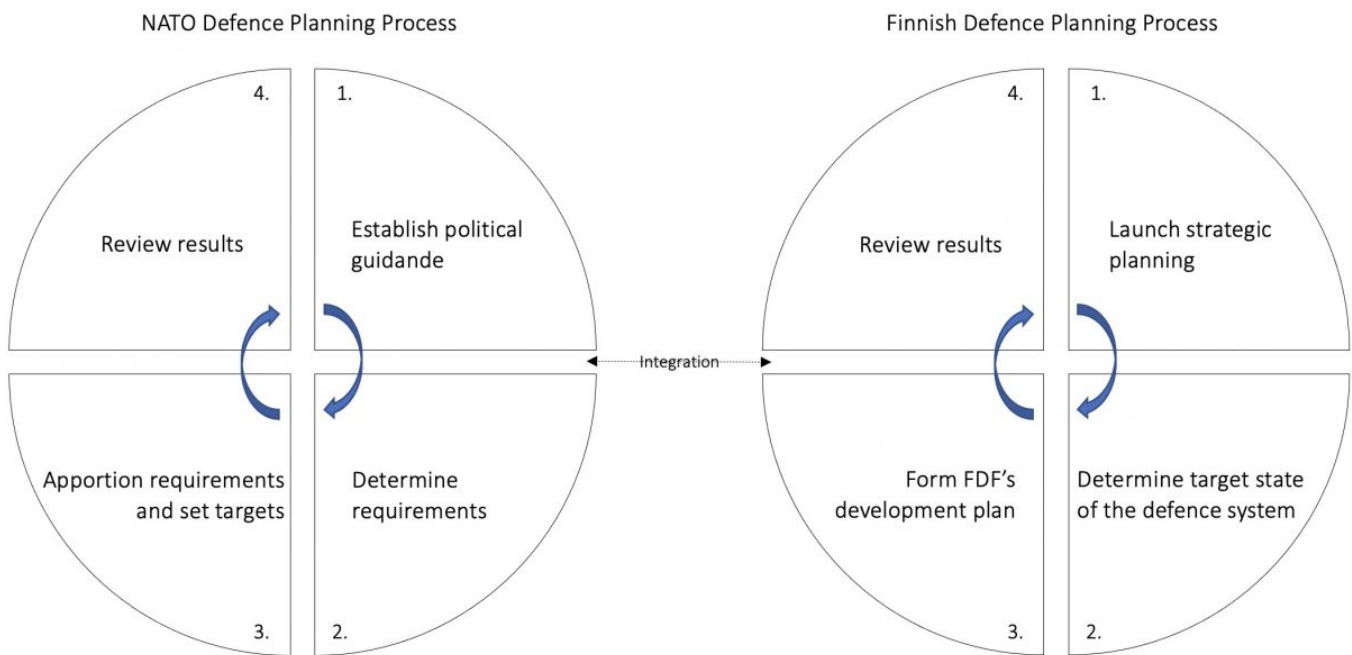 NATO Defence Planning Process
4.
1.
Review results
Establish political
guidande
Apportion requirements
and set targets
Determine
requirements
3.
2.
Integration
Finnish Defence Planning Process
4.
1.
Review results
Launch strategic
planning
Form FDF's
development plan
Determine target state
of the defence system
3.
2.